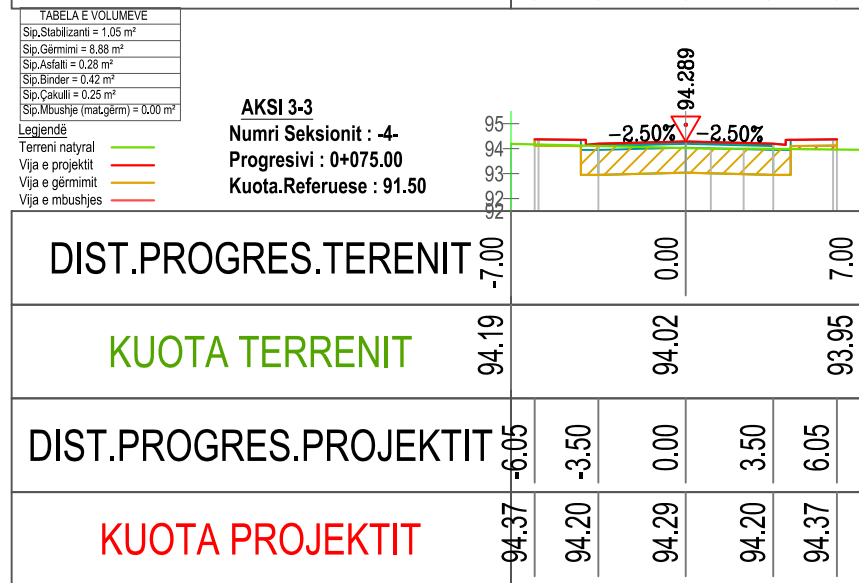 TABELA E VOLUMEVE
Sip.Stabilizanti = 1.05 m²
Sip.Gërmimi = 8.88 m²
Sip.Asfalti = 0.28 m²
Sip.Binder = 0.42 m²
Sip.Çakulli = 0.25 m²
Sip.Mbushje (mat.gërm) = 0.00 m²
Legjendë
Terreni natyral
Vija e projektit
Vija e gërmimit
Vija e mbushjes
AKSI 3-3
Numri Seksionit : -4-
Progresivi : 0+075.00
Kuota.Referuese : 91.50
94.289
-2.50% -2.50%
95
94
93
92
92
DIST.PROGRES.TERENIT -7.00 0.00 7.00
KUOTA TERRENIT 94.19 94.02 93.95
DIST.PROGRES.PROJEKTIT -6.05 -3.50 0.00 3.50 6.05
KUOTA PROJEKTIT 94.37 94.20 94.29 94.20 94.37